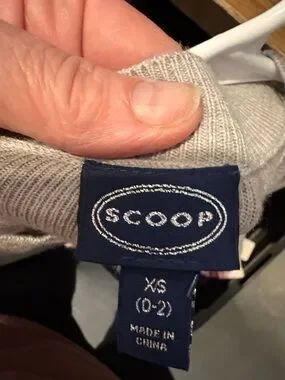 SCOOP
XS
(0-2)
MADE IN
CHINA